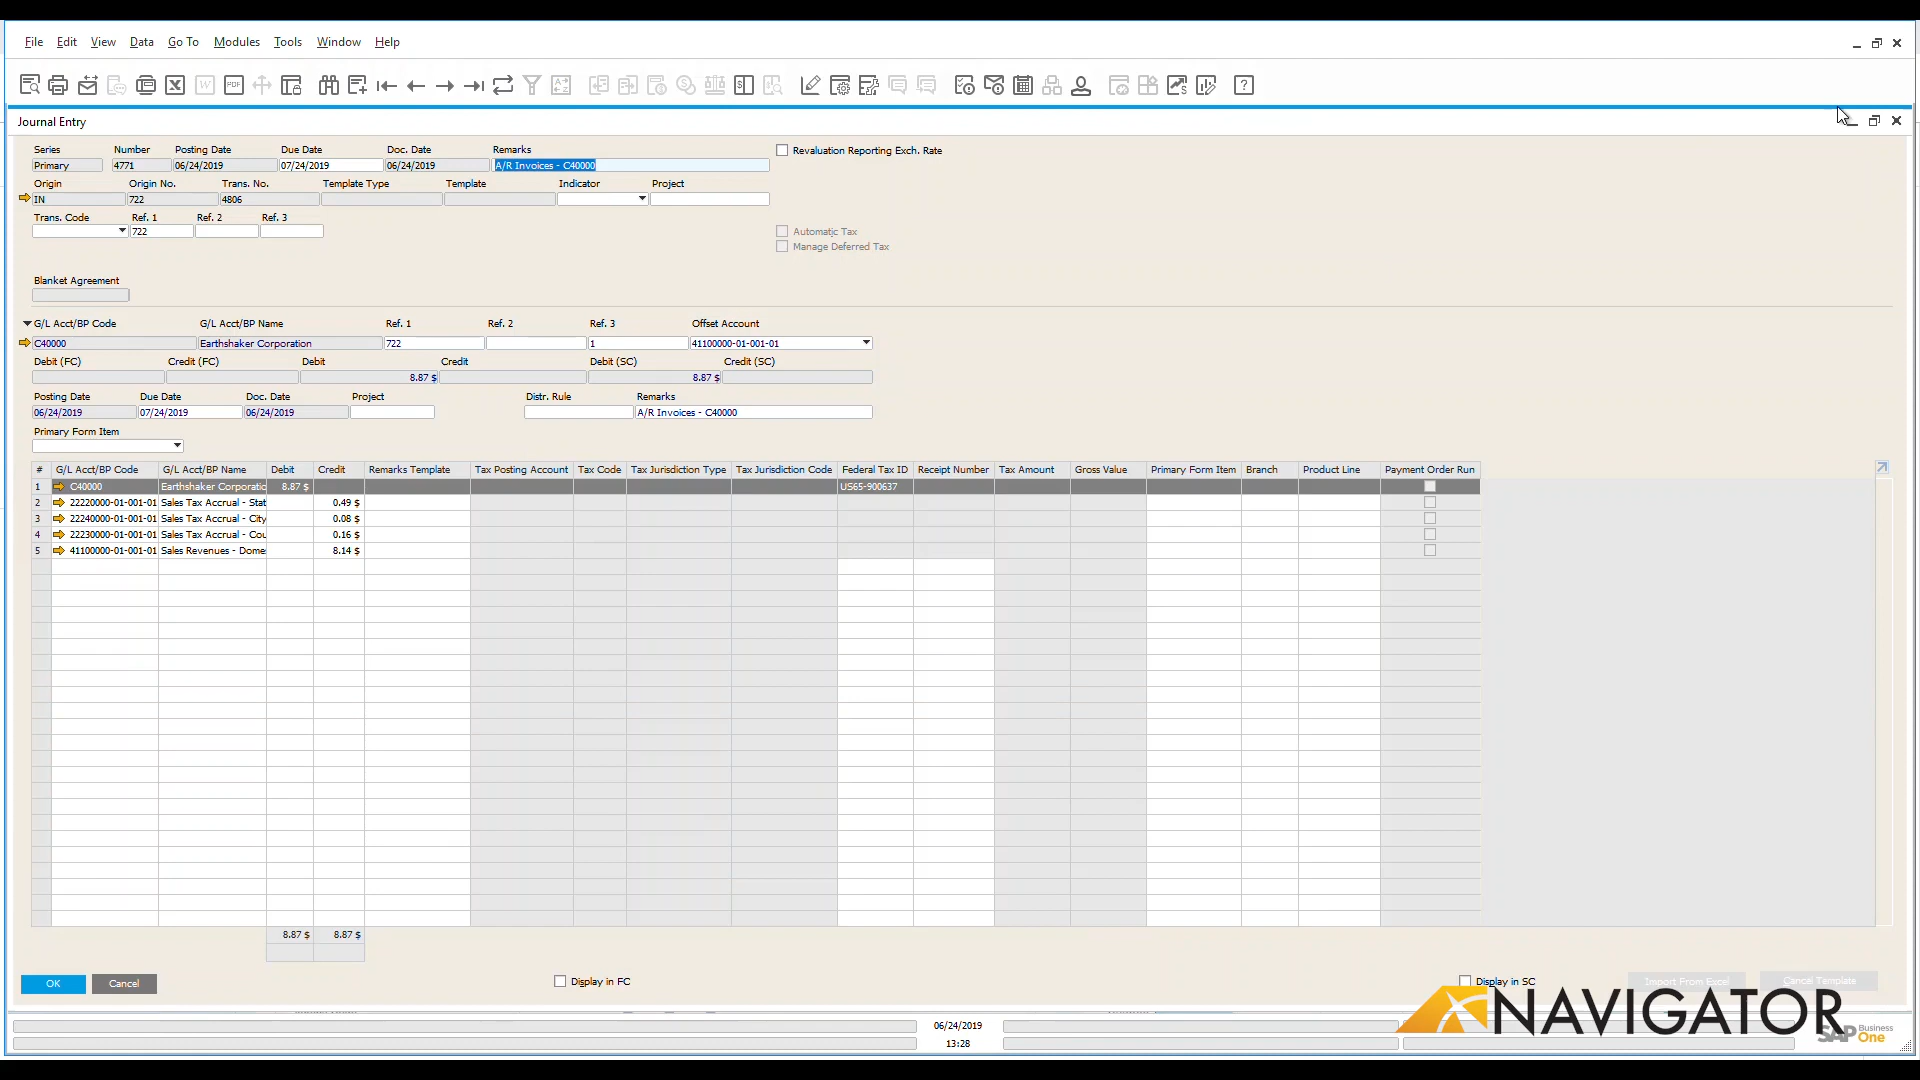 File Edit View Data Go To Modules Tools Window Help
Journal Entry
Series Number Posting Date Due Date Doc. Date Remarks
Revaluation Reporting Exch. Rate
Primary 4771 06/24/2019 07/24/2019 06/24/2019 A/R Invoices - C40000
Origin Origin No. Trans. No. Template Type Template Indicator Project
IN 722 4806
Trans. Code Ref. 1 Ref. 2 Ref. 3
722
Automatic Tax
Manage Deferred Tax
Blanket Agreement
G/L Acct/BP Code G/L Acct/BP Name Ref. 1 Ref. 2 Ref. 3 Offset Account
C40000 Earthshaker Corporation 722 1 41100000-01-001-01
Debit (FC) Credit (FC) Debit Credit Debit (SC) Credit (SC)
8.87 $ 8.87 $
Posting Date Due Date Doc. Date Project Distr. Rule Remarks
06/24/2019 07/24/2019 06/24/2019 A/R Invoices - C40000
Primary Form Item
# G/L Acct/BP Code G/L Acct/BP Name Debit Credit Remarks Template Tax Posting Account Tax Code Tax Jurisdiction Type Tax Jurisdiction Code Federal Tax ID Receipt Number Tax Amount Gross Value Primary Form Item Branch Product Line Payment Order Run
1 C40000 Earthshaker Corporatio 8.87 $ US65-900637
2 22220000-01-001-01 Sales Tax Accrual - Stat 0.49 $
3 22240000-01-001-01 Sales Tax Accrual - City 0.08 $
4 22230000-01-001-01 Sales Tax Accrual - Cou 0.16 $
5 41100000-01-001-01 Sales Revenues - Dome 8.14 $
8.87 $ 8.87 $
OK Cancel Display in FC Display in SC Import From Excel Cancel Template
06/24/2019
13:28
NAVIGATOR
SAP Business One